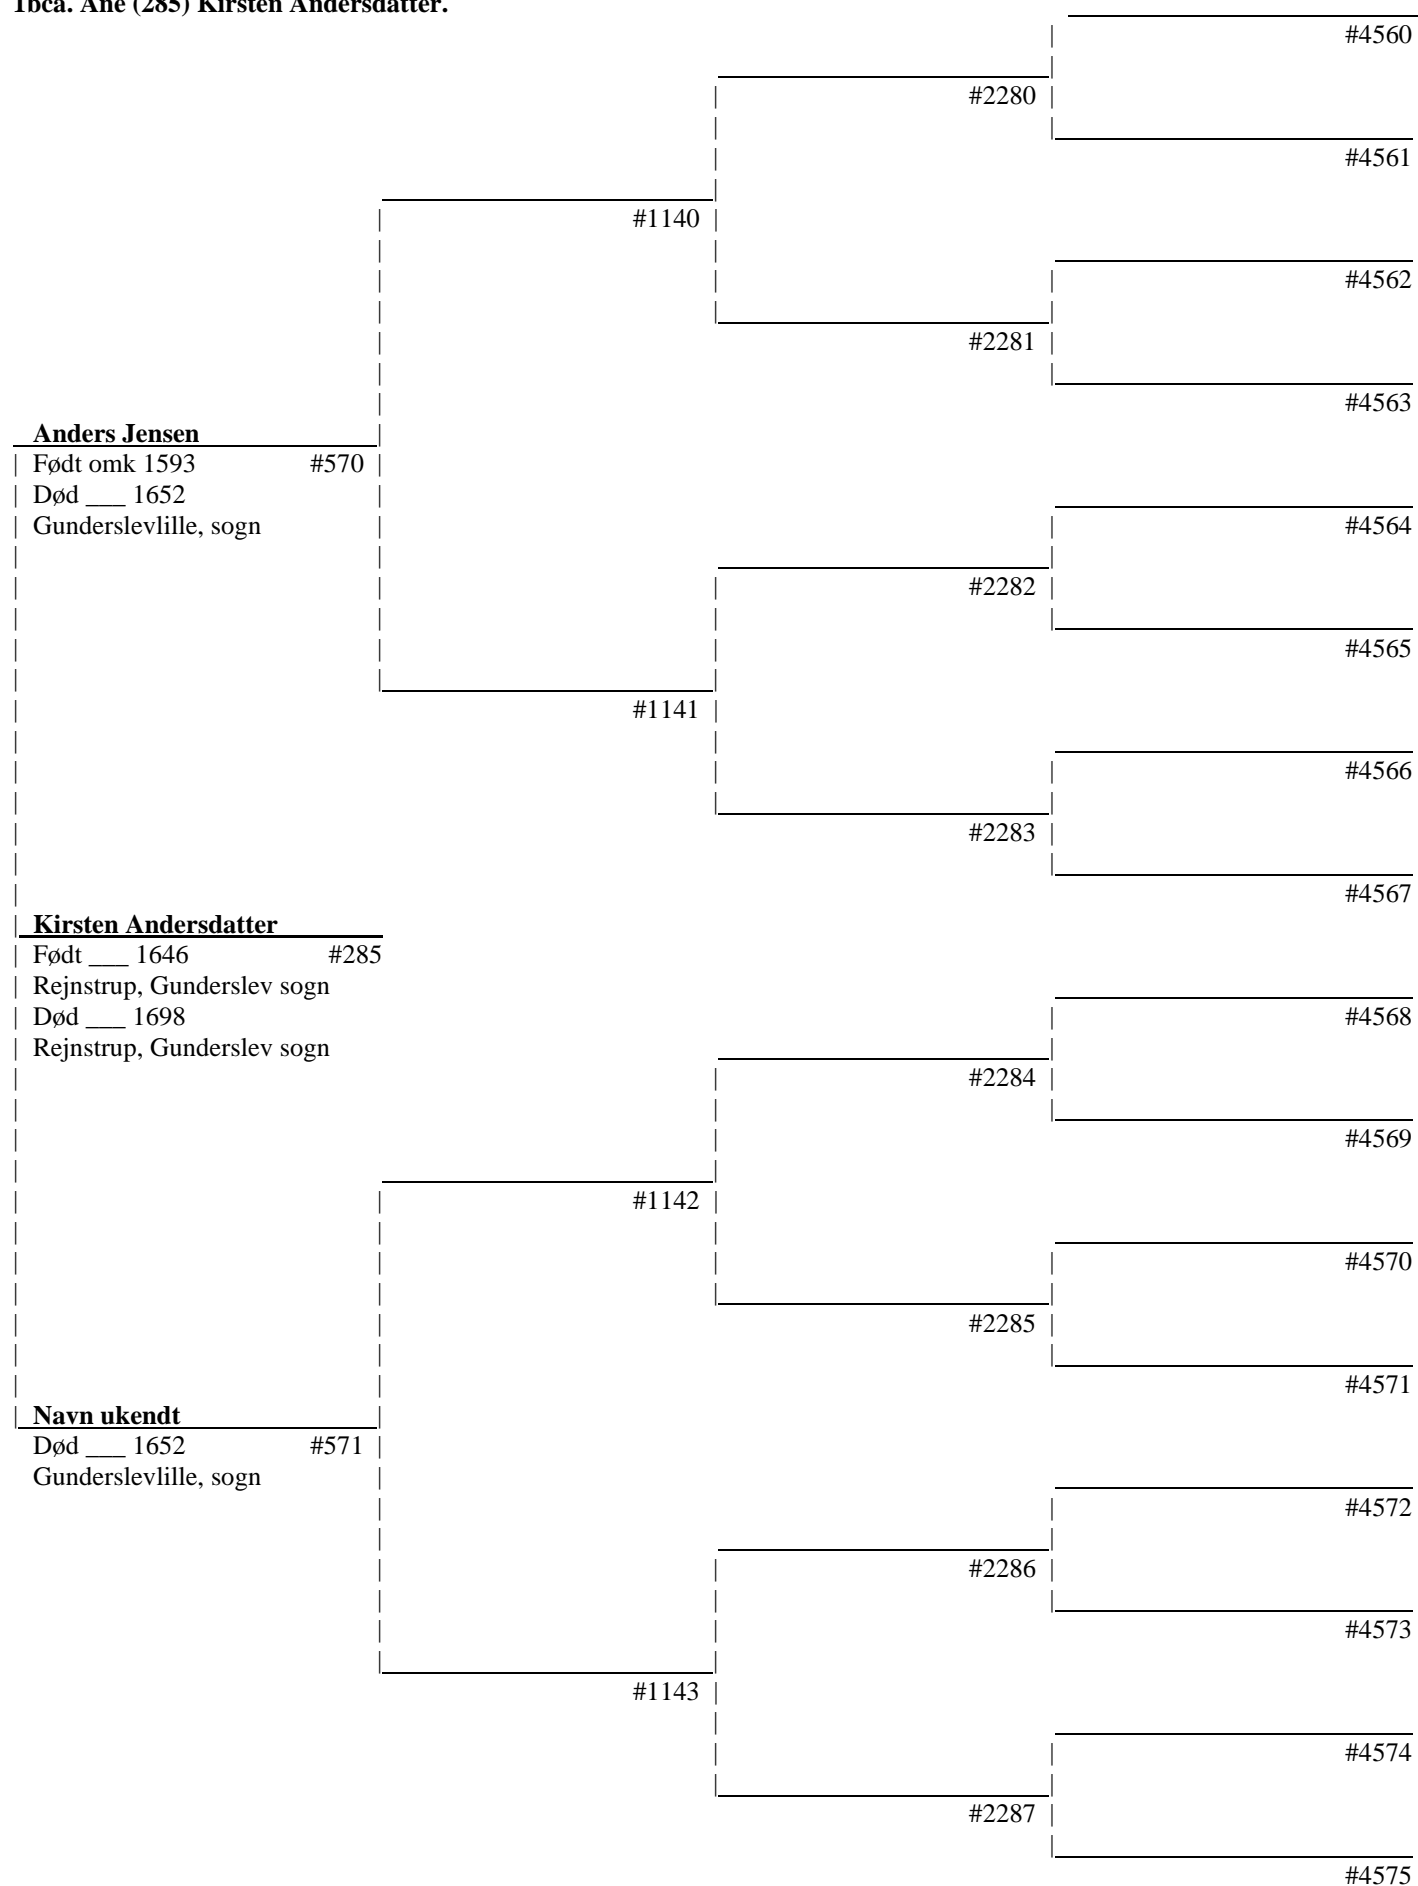 1bca. Ane (285) Kirsten Andersdatter.
#4560
#2280
#4561
#1140
#4562
#2281
#4563
Anders Jensen
Født omk 1593 #570
Død ___ 1652
Gunderslevlille, sogn
#4564
#2282
#4565
#1141
#4566
#2283
#4567
Kirsten Andersdatter
Født ___ 1646 #285
Rejnstrup, Gunderslev sogn
Død ___ 1698
Rejnstrup, Gunderslev sogn
#4568
#2284
#4569
#1142
#4570
#2285
#4571
Navn ukendt
Død ___ 1652 #571
Gunderslevlille, sogn
#4572
#2286
#4573
#1143
#4574
#2287
#4575